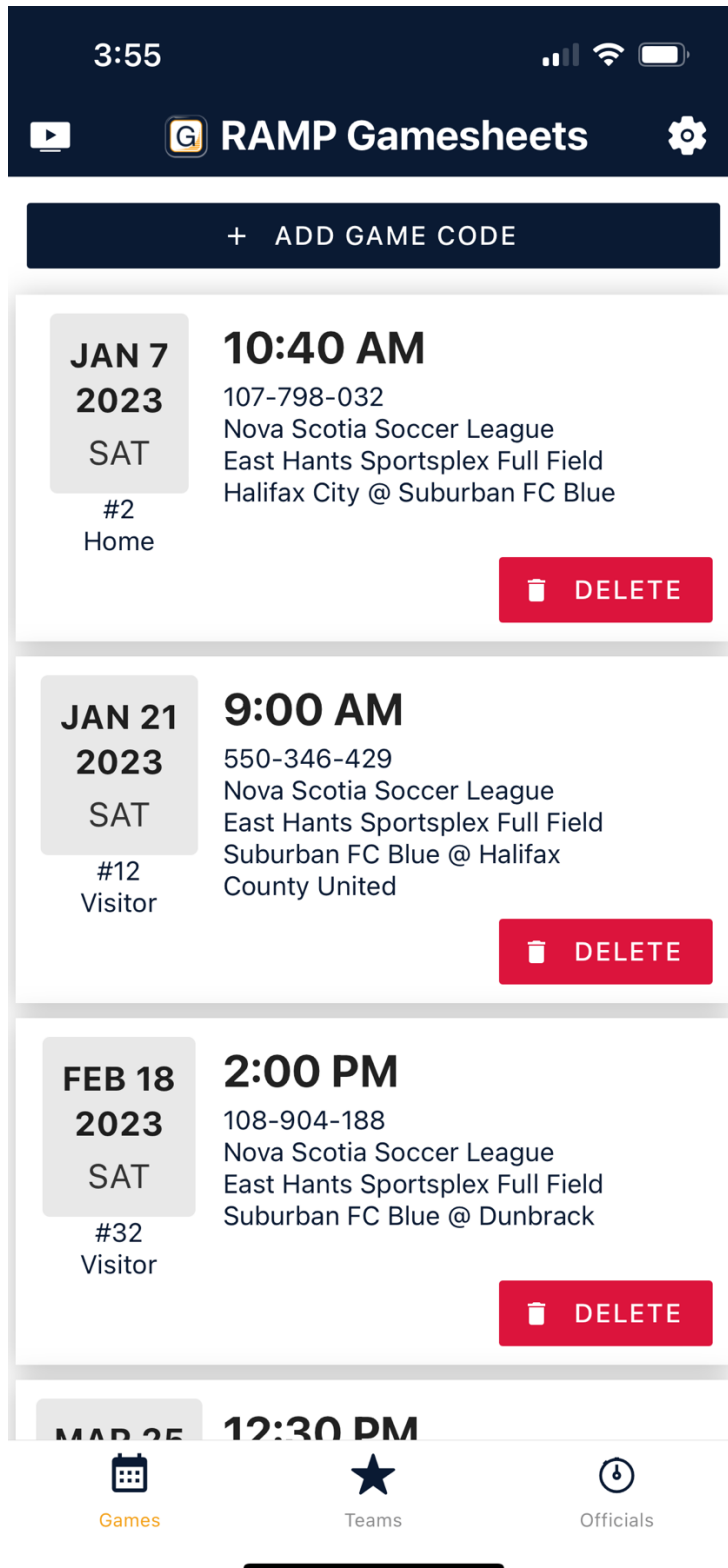 3:55
G RAMP Gamesheets
+ ADD GAME CODE
JAN 7
2023
SAT
#2
Home
10:40 AM
107-798-032
Nova Scotia Soccer League
East Hants Sportsplex Full Field
Halifax City @ Suburban FC Blue
DELETE
JAN 21
2023
SAT
#12
Visitor
9:00 AM
550-346-429
Nova Scotia Soccer League
East Hants Sportsplex Full Field
Suburban FC Blue @ Halifax
County United
DELETE
FEB 18
2023
SAT
#32
Visitor
2:00 PM
108-904-188
Nova Scotia Soccer League
East Hants Sportsplex Full Field
Suburban FC Blue @ Dunbrack
DELETE
MAR 25
12:30 PM
Games
Teams
Officials